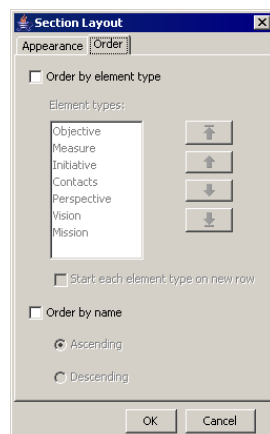 Section Layout
Appearance Order
Order by element type
Element types:
Objective
Measure
Initiative
Contacts
Perspective
Vision
Mission
Start each element type on new row
Order by name
Ascending
Descending
OK Cancel